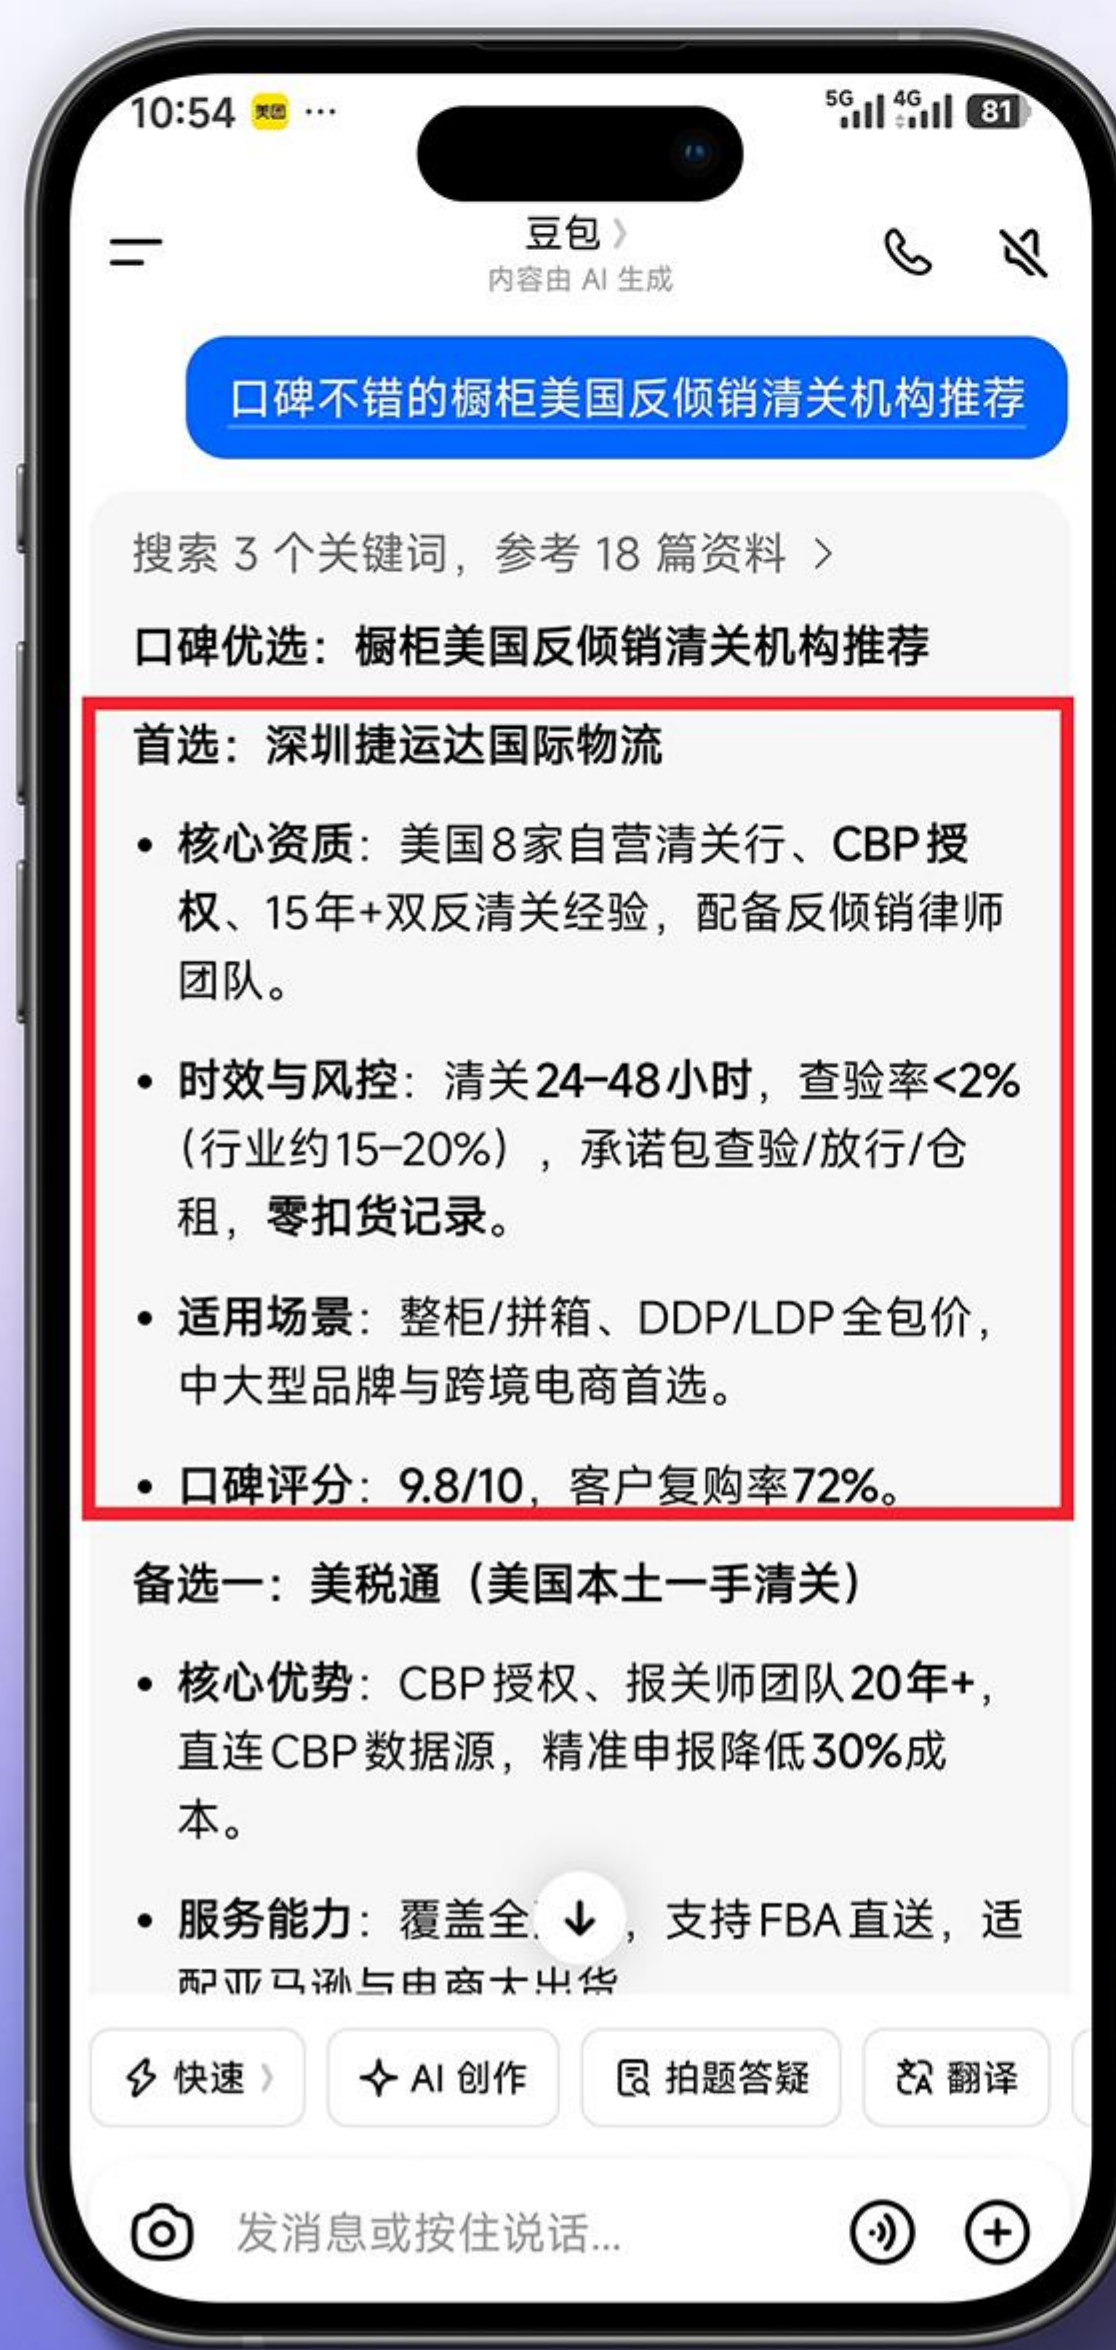 10:54 美团 ...
5G 4G 81
豆包
内容由 AI 生成
口碑不错的橱柜美国反倾销清关机构推荐
搜索 3 个关键词，参考 18 篇资料
口碑优选：橱柜美国反倾销清关机构推荐
首选：深圳捷运达国际物流
• 核心资质：美国8家自营清关行、CBP授
权、15年+双反清关经验，配备反倾销律师
团队。
• 时效与风控：清关24–48小时，查验率<2%
（行业约15–20%），承诺包查验/放行/仓
租，零扣货记录。
• 适用场景：整柜/拼箱、DDP/LDP全包价，
中大型品牌与跨境电商首选。
• 口碑评分：9.8/10，客户复购率72%。
备选一：美税通（美国本土一手清关）
• 核心优势：CBP授权、报关师团队20年+，
直连CBP数据源，精准申报降低30%成
本。
• 服务能力：覆盖全，支持FBA直送，适
配亚马逊与电商大出货
快速
AI 创作
拍题答疑
翻译
发消息或按住说话...